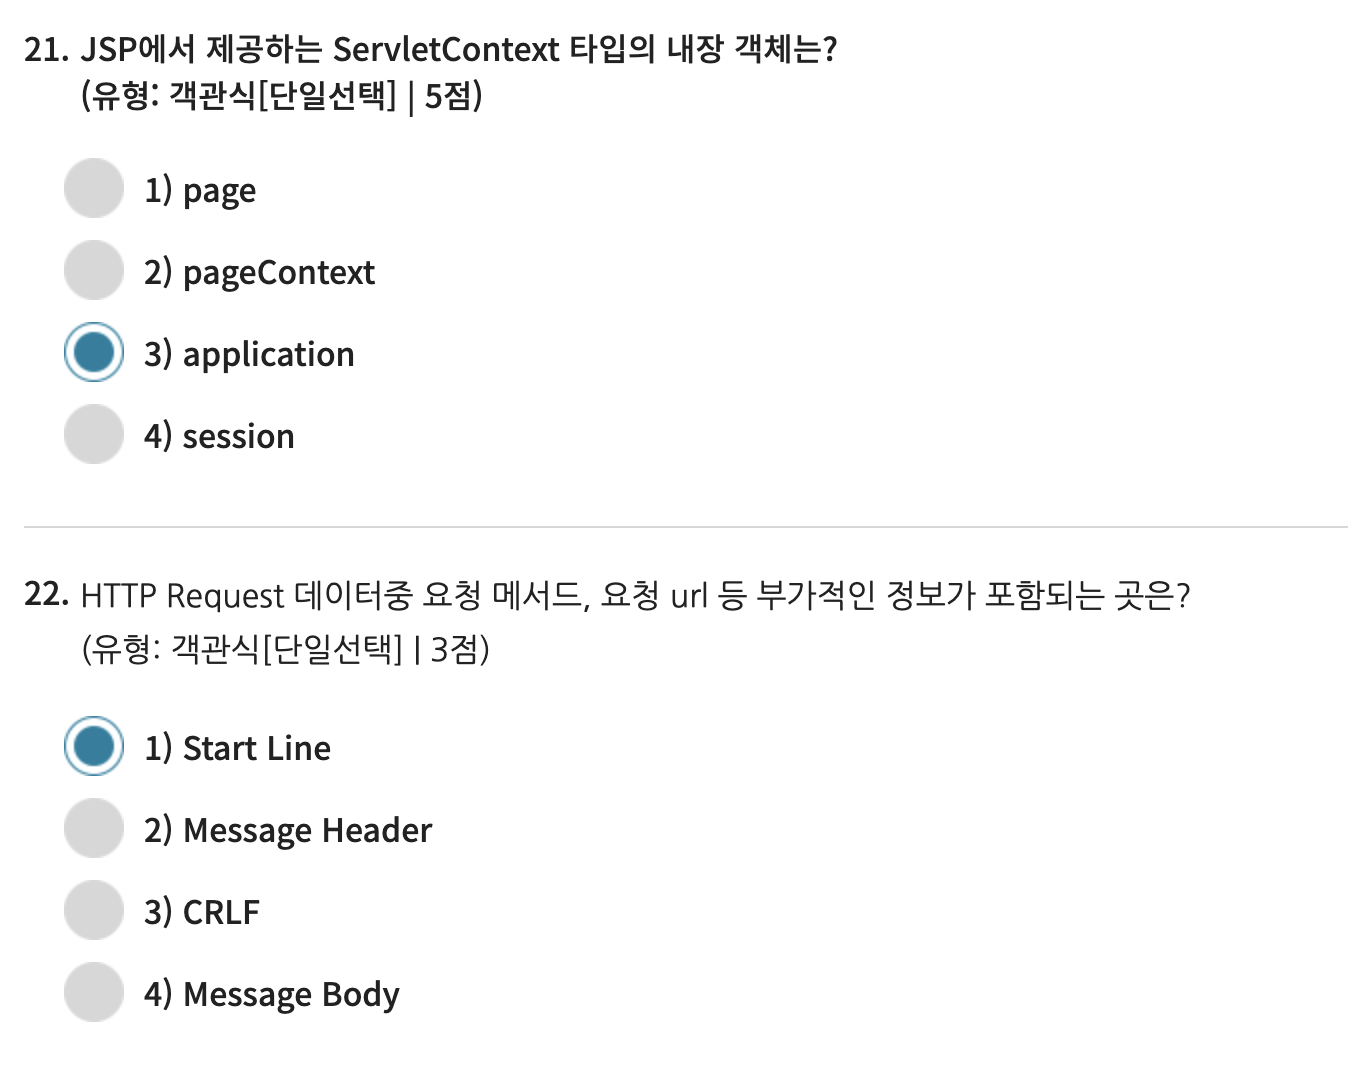 21. JSP에서 제공하는 ServletContext 타입의 내장 객체는?
(유형: 객관식[단일선택] | 5점)
1) page
2) pageContext
3) application
4) session
22. HTTP Request 데이터중 요청 메서드, 요청 url 등 부가적인 정보가 포함되는 곳은?
(유형: 객관식[단일선택] | 3점)
1) Start Line
2) Message Header
3) CRLF
4) Message Body